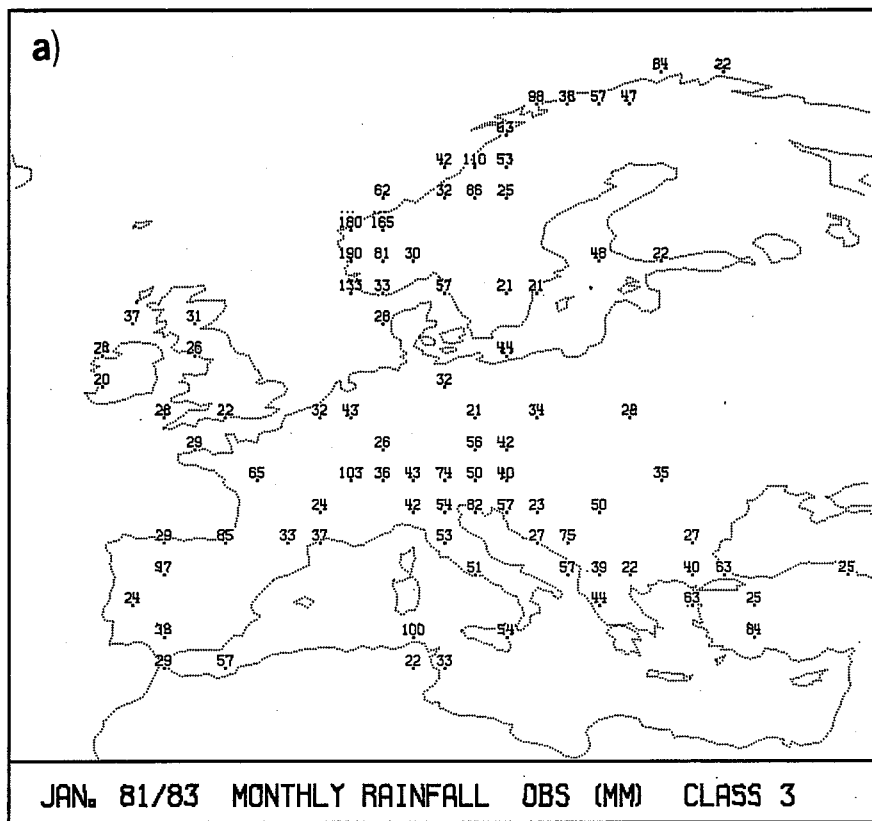 a)
84 22
98 38 57 47
63
42 110 53
62 32 86 25
180 165
190 81 30 48 22
133 33 57 21 21
37 31 28
28 26 44
20 32
28 22 32 43 21 34 28
29 26 56 42
65 103 36 43 74 50 40 35
24 42 54 82 57 23 50
29 85 33 37 53 27 75 27
97 51 57 39 22 40 63 25
24 44 63 25
38 100 54 84
29 57 22 33
JAN. 81/83 MONTHLY RAINFALL OBS (MM) CLASS 3